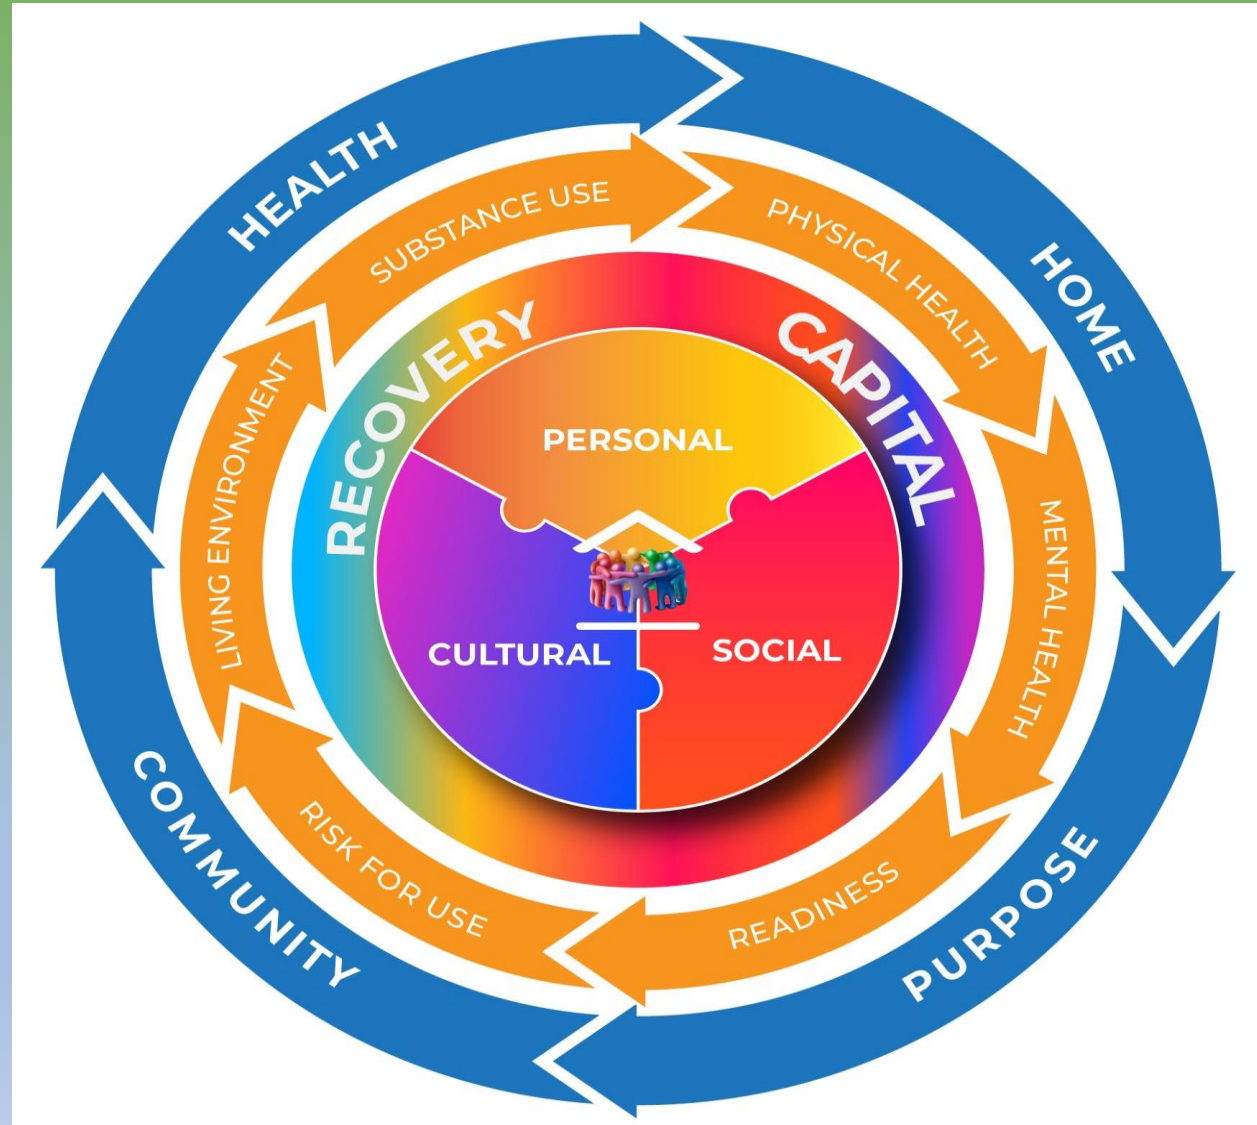 HEALTH
HOME
PURPOSE
COMMUNITY
SUBSTANCE USE
PHYSICAL HEALTH
MENTAL HEALTH
READINESS
RISK FOR USE
LIVING ENVIRONMENT
RECOVERY
CAPITAL
PERSONAL
SOCIAL
CULTURAL